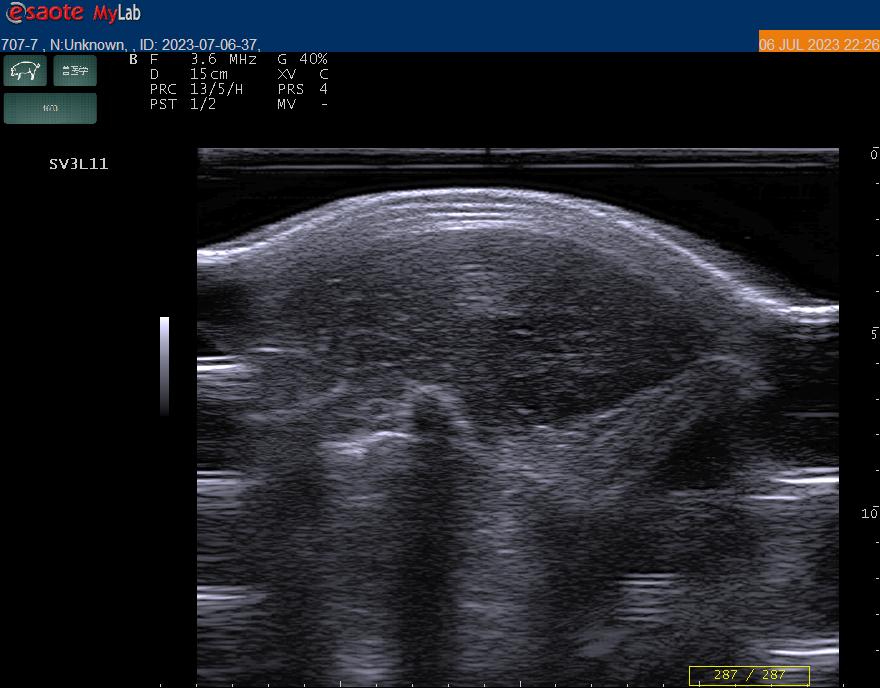 esaote MyLab
707-7 , N:Unknown, , ID: 2023-07-06-37,
06 JUL 2023 22:26
兽医学
B F 3.6 MHz G 40%
D 15cm XV C
PRC 13/5/H PRS 4
PST 1/2 MV -
SV3L11
0
5
10
287 / 287